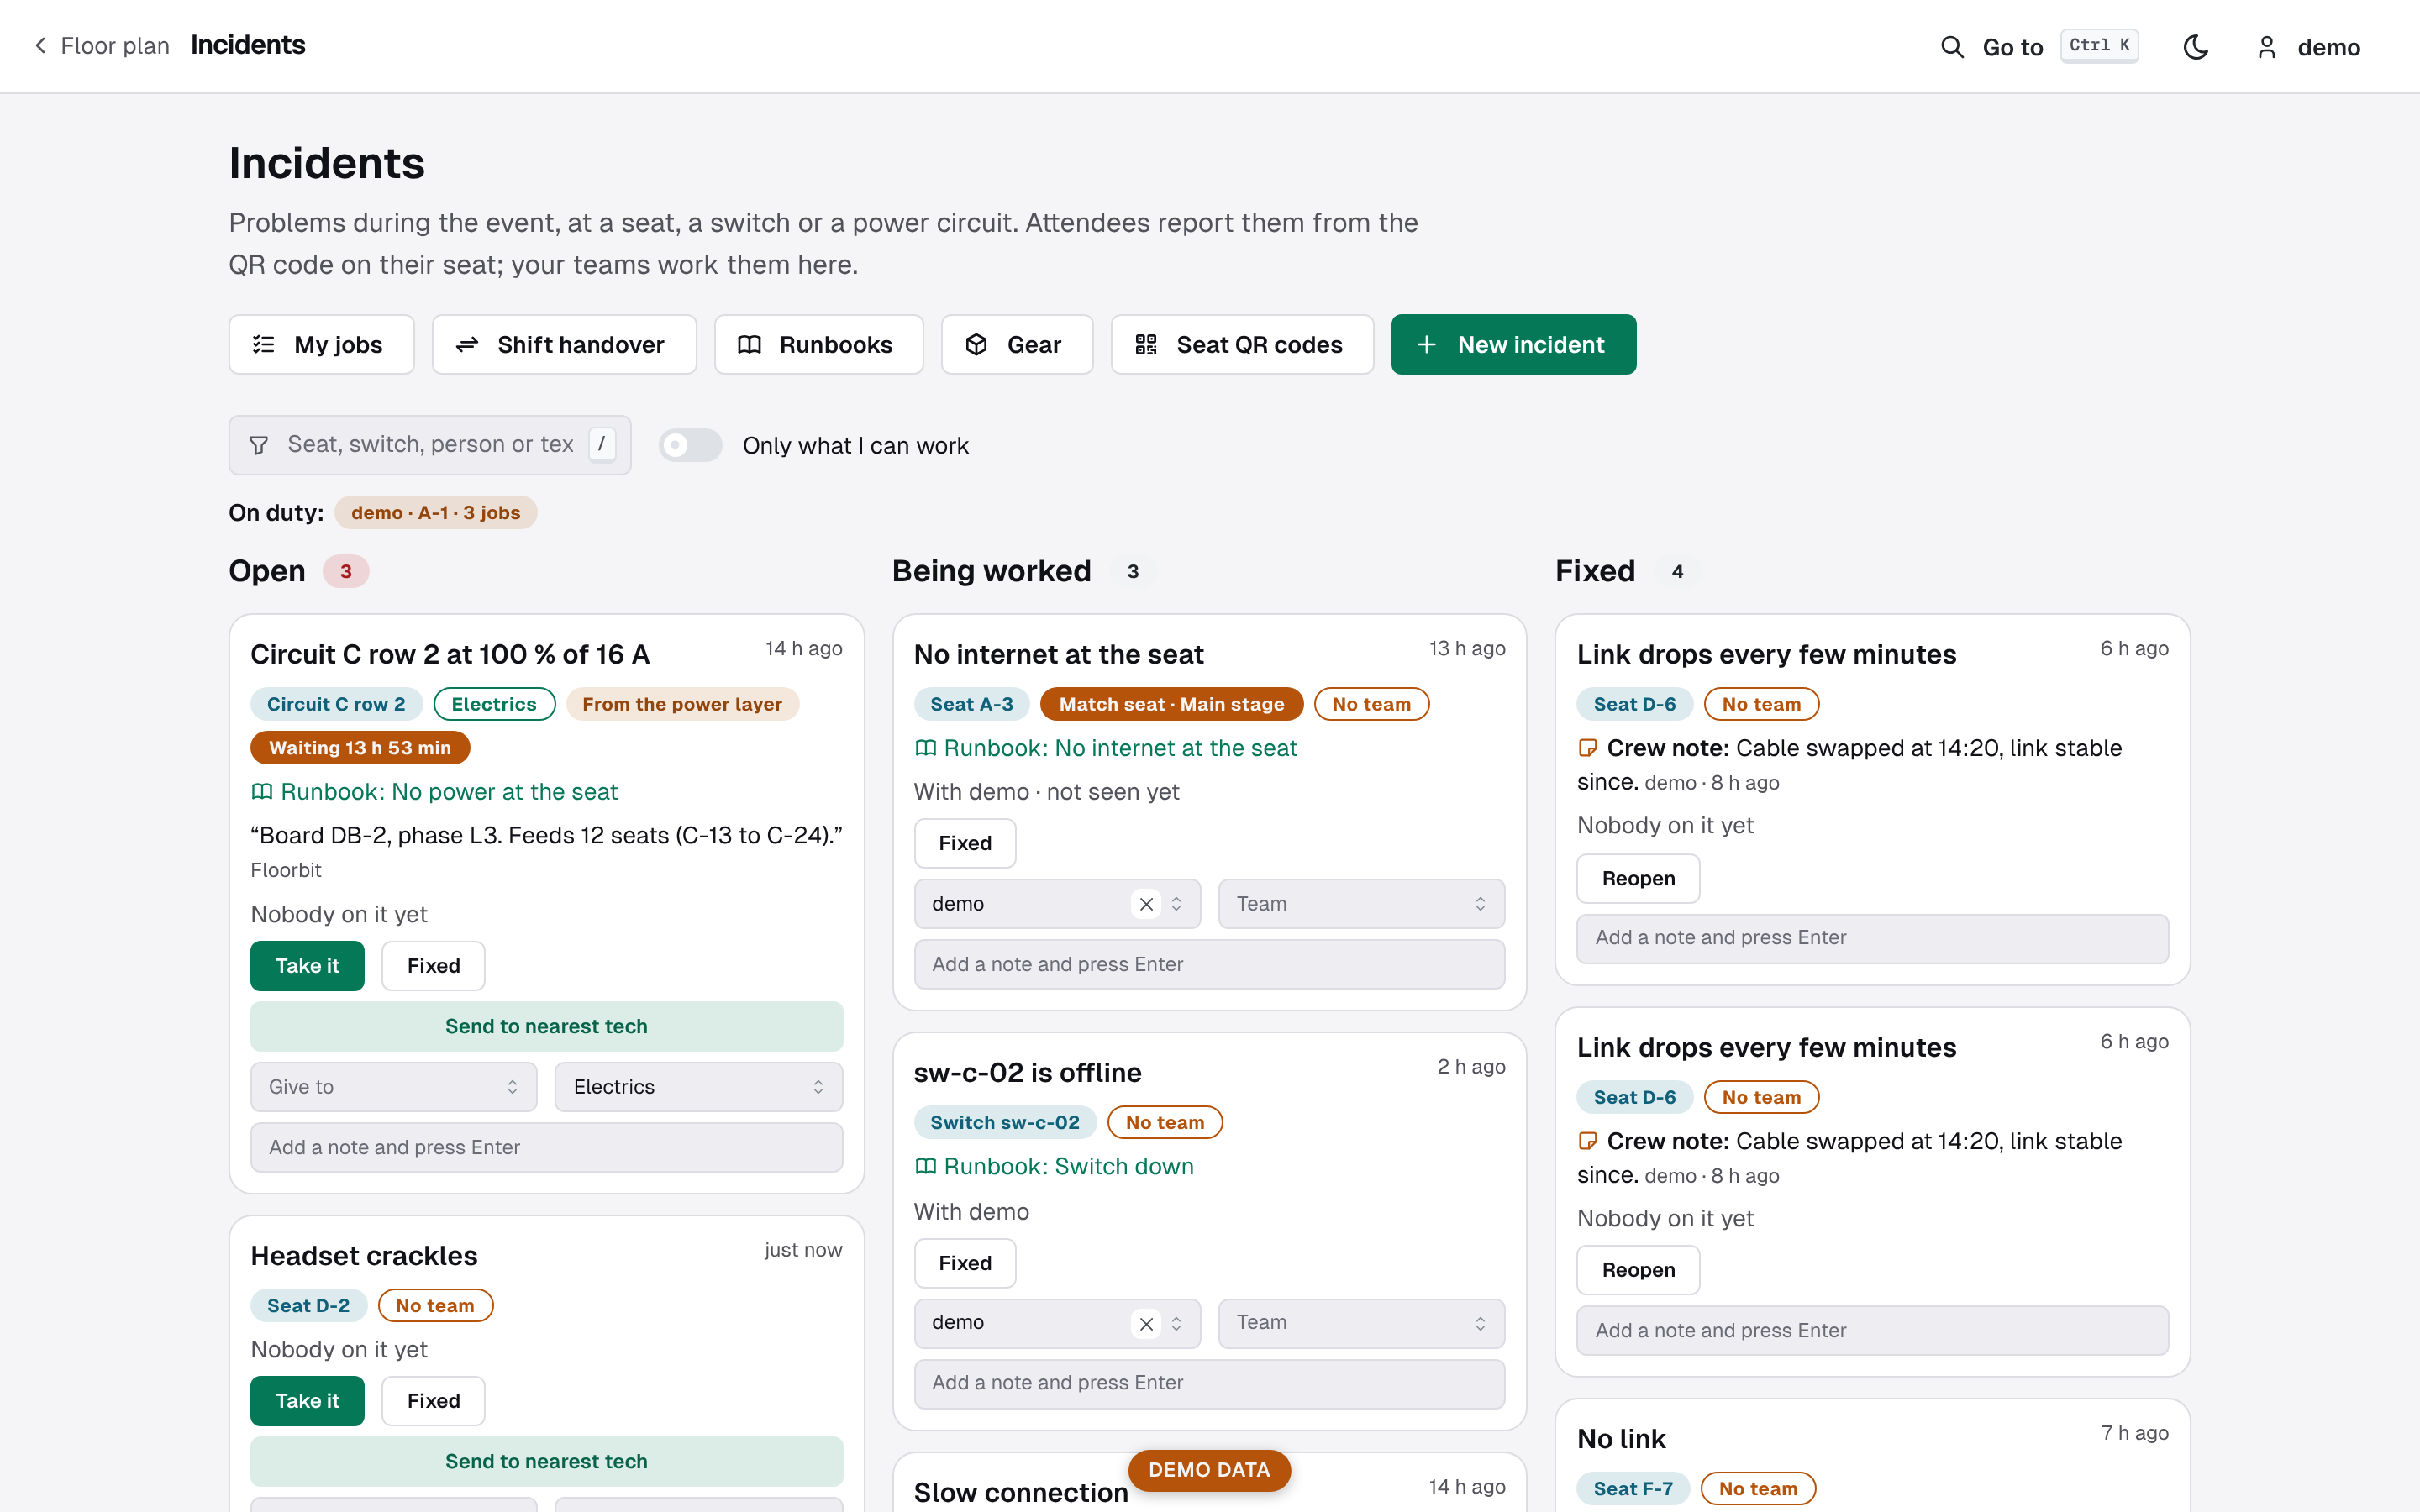 Floor plan Incidents
Go to Ctrl K demo
Incidents
Problems during the event, at a seat, a switch or a power circuit. Attendees report them from the
QR code on their seat; your teams work them here.
My jobs Shift handover Runbooks Gear Seat QR codes New incident
Seat, switch, person or tex / Only what I can work
On duty: demo · A-1 · 3 jobs
Open 3
Circuit C row 2 at 100 % of 16 A 14 h ago
Circuit C row 2 Electrics From the power layer
Waiting 13 h 53 min
Runbook: No power at the seat
“Board DB-2, phase L3. Feeds 12 seats (C-13 to C-24).”
Floorbit
Nobody on it yet
Take it Fixed
Send to nearest tech
Give to Electrics
Add a note and press Enter
Headset crackles just now
Seat D-2 No team
Nobody on it yet
Take it Fixed
Send to nearest tech
Being worked 3
No internet at the seat 13 h ago
Seat A-3 Match seat · Main stage No team
Runbook: No internet at the seat
With demo · not seen yet
Fixed
demo Team
Add a note and press Enter
sw-c-02 is offline 2 h ago
Switch sw-c-02 No team
Runbook: Switch down
With demo
Fixed
demo Team
Add a note and press Enter
Slow connection 14 h ago
Fixed 4
Link drops every few minutes 6 h ago
Seat D-6 No team
Crew note: Cable swapped at 14:20, link stable
since. demo · 8 h ago
Nobody on it yet
Reopen
Add a note and press Enter
Link drops every few minutes 6 h ago
Seat D-6 No team
Crew note: Cable swapped at 14:20, link stable
since. demo · 8 h ago
Nobody on it yet
Reopen
Add a note and press Enter
No link 7 h ago
Seat F-7 No team
DEMO DATA